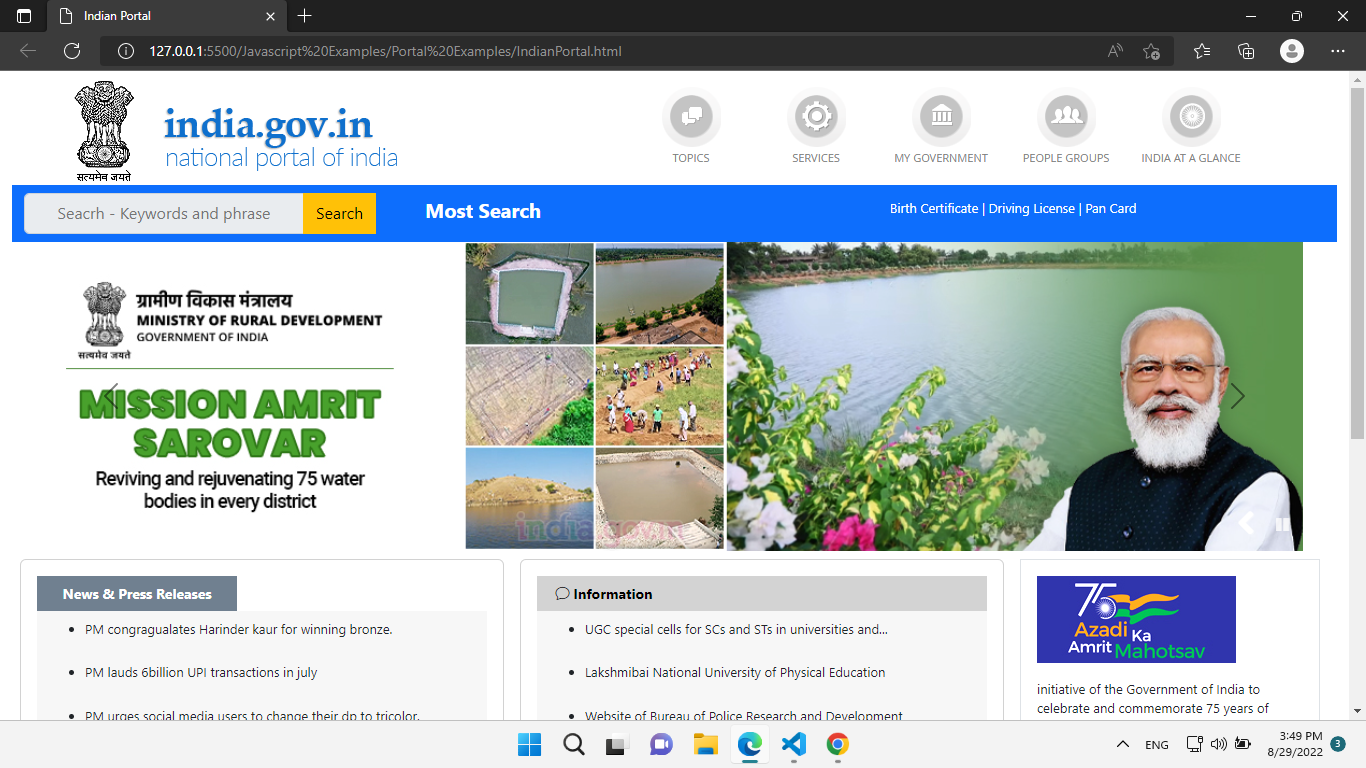 Indian Portal
127.0.0.1:5500/Javascript%20Examples/Portal%20Examples/IndianPortal.html
सत्यमेव जयते
india.gov.in
national portal of india
TOPICS
SERVICES
MY GOVERNMENT
PEOPLE GROUPS
INDIA AT A GLANCE
Seacrh - Keywords and phrase
Search
Most Search
Birth Certificate | Driving License | Pan Card
सत्यमेव जयते
ग्रामीण विकास मंत्रालय
MINISTRY OF RURAL DEVELOPMENT
GOVERNMENT OF INDIA
MISSION AMRIT
SAROVAR
Reviving and rejuvenating 75 water
bodies in every district
News & Press Releases
PM congragualates Harinder kaur for winning bronze.
PM lauds 6billion UPI transactions in july
PM urges social media users to change their dp to tricolor.
Information
UGC special cells for SCs and STs in universities and...
Lakshmibai National University of Physical Education
Website of Bureau of Police Research and Development
75
Azadi Ka
Amrit Mahotsav
initiative of the Government of India to
celebrate and commemorate 75 years of
ENG
3:49 PM
8/29/2022
3